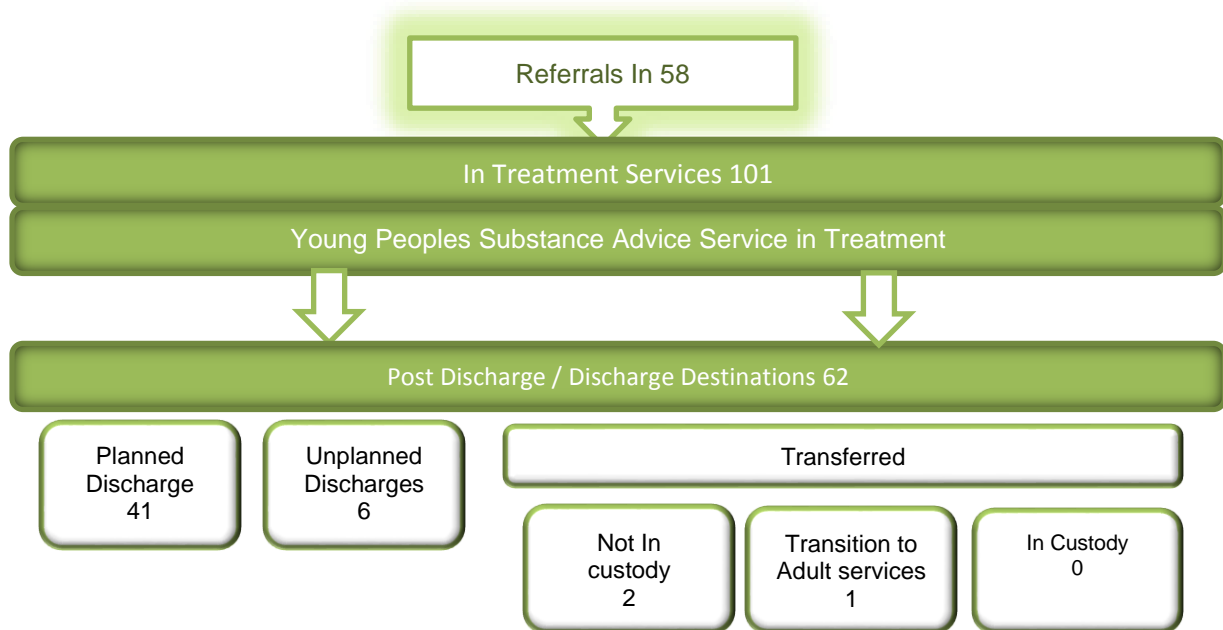 Referrals In 58
In Treatment Services 101
Young Peoples Substance Advice Service in Treatment
Post Discharge / Discharge Destinations 62
Planned
Discharge
41
Unplanned
Discharges
6
Transferred
Not In
custody
2
Transition to
Adult services
1
In Custody
0